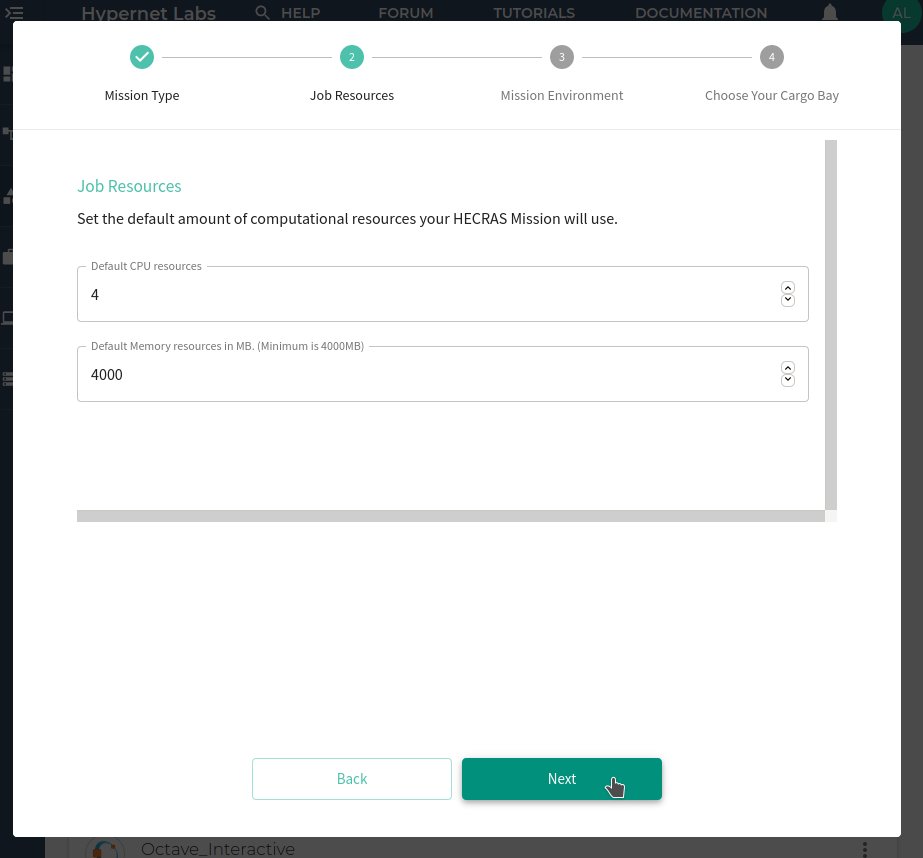 Hypernet Labs
HELP
FORUM
TUTORIALS
DOCUMENTATION
AL
2
3
4
Mission Type
Job Resources
Mission Environment
Choose Your Cargo Bay
Job Resources
Set the default amount of computational resources your HECRAS Mission will use.
Default CPU resources
4
Default Memory resources in MB. (Minimum is 4000MB)
4000
Back
Next
Octave_Interactive